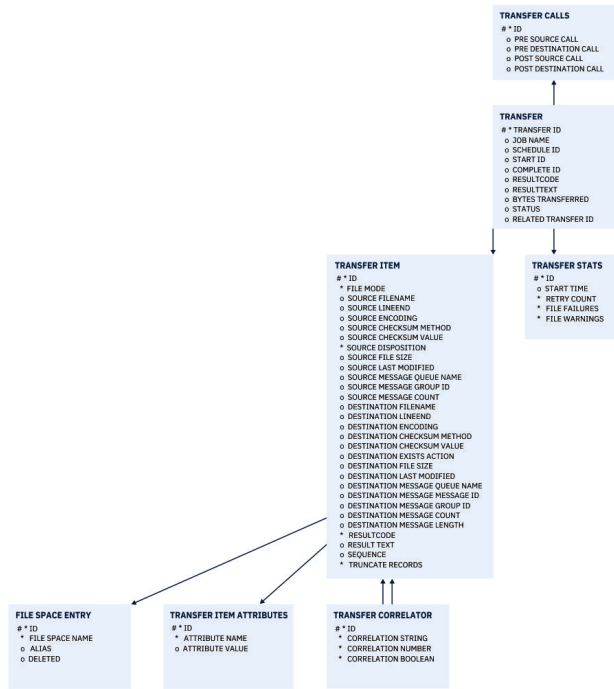 TRANSFER CALLS
# * ID
o PRE SOURCE CALL
o PRE DESTINATION CALL
o POST SOURCE CALL
o POST DESTINATION CALL
TRANSFER
# * TRANSFER ID
o JOB NAME
o SCHEDULE ID
o START ID
o COMPLETE ID
o RESULTCODE
o RESULTTEXT
o BYTES TRANSFERRED
o STATUS
o RELATED TRANSFER ID
TRANSFER ITEM
# * ID
* FILE MODE
o SOURCE FILENAME
o SOURCE LINEEND
o SOURCE ENCODING
o SOURCE CHECKSUM METHOD
o SOURCE CHECKSUM VALUE
* SOURCE DISPOSITION
o SOURCE FILE SIZE
o SOURCE LAST MODIFIED
o SOURCE MESSAGE QUEUE NAME
o SOURCE MESSAGE GROUP ID
o SOURCE MESSAGE COUNT
o DESTINATION FILENAME
o DESTINATION LINEEND
o DESTINATION ENCODING
o DESTINATION CHECKSUM METHOD
o DESTINATION CHECKSUM VALUE
o DESTINATION EXISTS ACTION
o DESTINATION FILE SIZE
o DESTINATION LAST MODIFIED
o DESTINATION MESSAGE QUEUE NAME
o DESTINATION MESSAGE MESSAGE ID
o DESTINATION MESSAGE GROUP ID
o DESTINATION MESSAGE COUNT
o DESTINATION MESSAGE LENGTH
* RESULTCODE
o RESULT TEXT
o SEQUENCE
* TRUNCATE RECORDS
TRANSFER STATS
# * ID
o START TIME
* RETRY COUNT
* FILE FAILURES
* FILE WARNINGS
FILE SPACE ENTRY
# * ID
* FILE SPACE NAME
o ALIAS
o DELETED
TRANSFER ITEM ATTRIBUTES
# * ID
* ATTRIBUTE NAME
o ATTRIBUTE VALUE
TRANSFER CORRELATOR
# * ID
* CORRELATION STRING
* CORRELATION NUMBER
* CORRELATION BOOLEAN